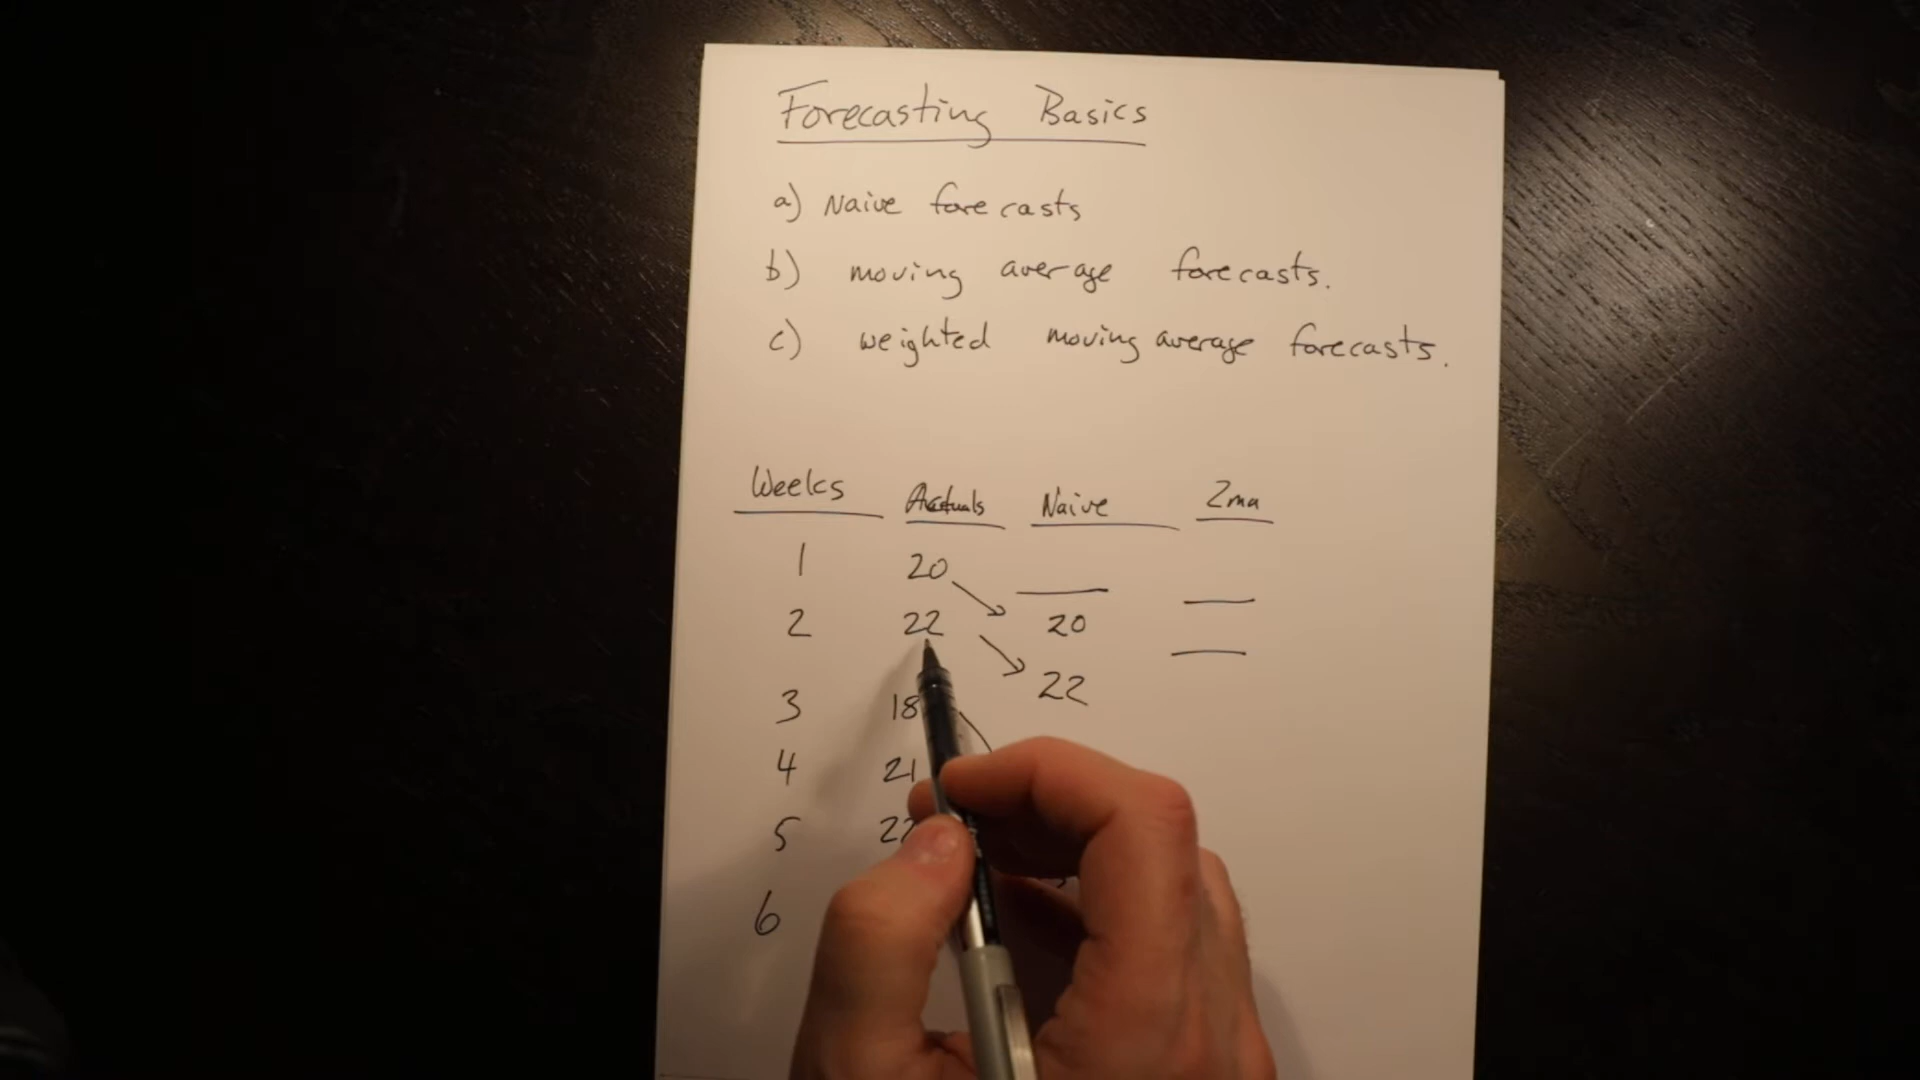 Forecasting Basics
a) Naive forecasts
b) moving average forecasts.
c) weighted moving average forecasts.
Weeks Actuals Naive 2ma
1 20
2 22 20
3 18 22
4 21
5 22
6